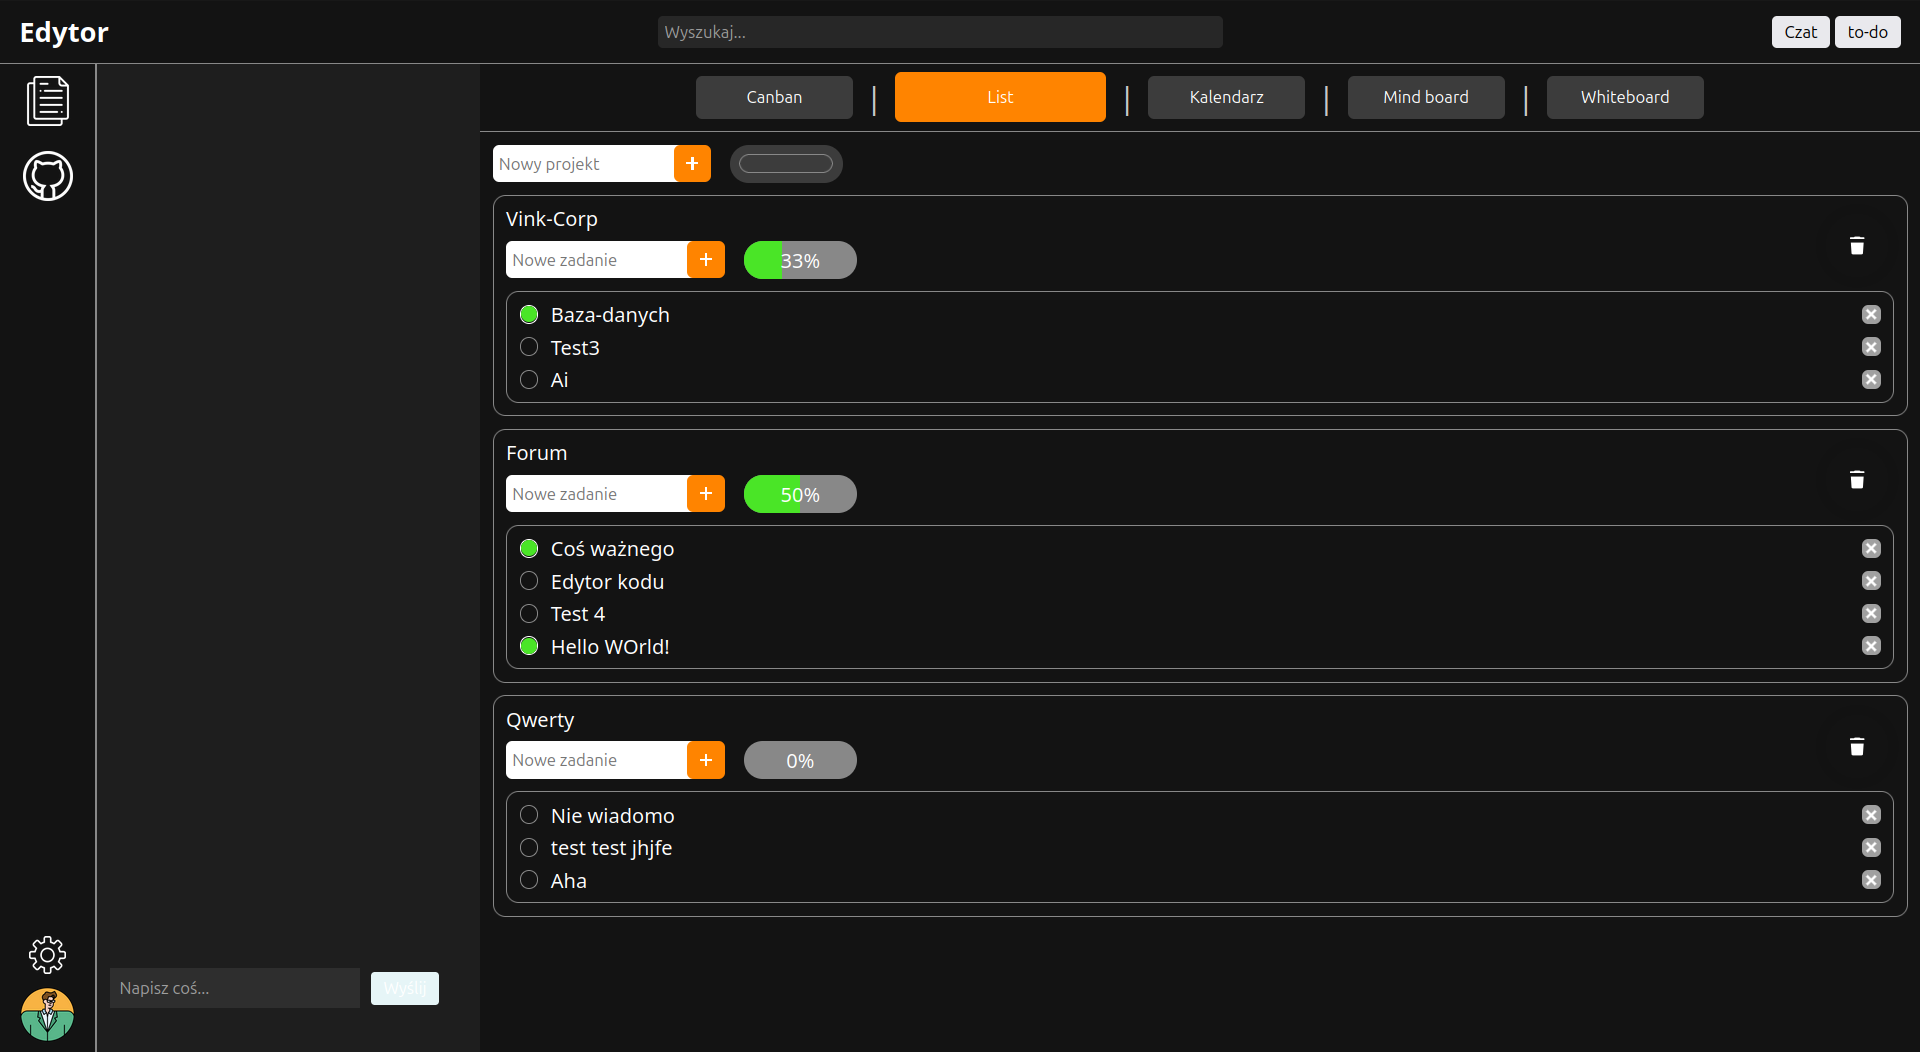 Edytor
Wyszukaj...
Czat
to-do
Canban | List | Kalendarz | Mind board | Whiteboard
Nowy projekt +
Vink-Corp
Nowe zadanie + 33%
Baza-danych
Test3
Ai
Forum
Nowe zadanie + 50%
Coś ważnego
Edytor kodu
Test 4
Hello WOrld!
Qwerty
Nowe zadanie + 0%
Nie wiadomo
test test jhjfe
Aha
Napisz coś...
Wyślij